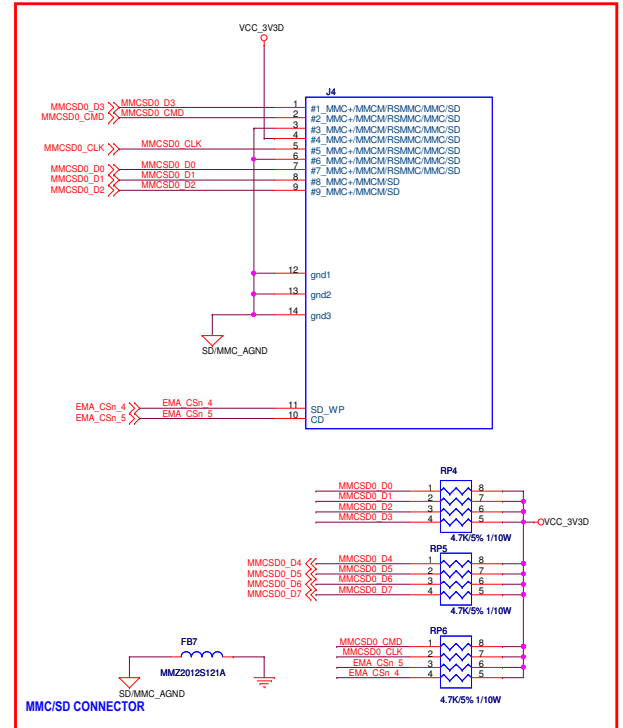 VCC_3V3D
J4
MMCSD0_D3 MMCSD0_D3 1 #1_MMC+/MMCM/RSMMC/MMC/SD
MMCSD0_CMD MMCSD0_CMD 2 #2_MMC+/MMCM/RSMMC/MMC/SD
3 #3_MMC+/MMCM/RSMMC/MMC/SD
4 #4_MMC+/MMCM/RSMMC/MMC/SD
MMCSD0_CLK MMCSD0_CLK 5 #5_MMC+/MMCM/RSMMC/MMC/SD
6 #6_MMC+/MMCM/RSMMC/MMC/SD
MMCSD0_D0 MMCSD0_D0 7 #7_MMC+/MMCM/RSMMC/MMC/SD
MMCSD0_D1 MMCSD0_D1 8 #8_MMC+/MMCM/SD
MMCSD0_D2 MMCSD0_D2 9 #9_MMC+/MMCM/SD
12 gnd1
13 gnd2
14 gnd3
SD/MMC_AGND
EMA_CSn_4 EMA_CSn_4 11 SD_WP
EMA_CSn_5 EMA_CSn_5 10 CD
RP4
MMCSD0_D0 1 8
MMCSD0_D1 2 7
MMCSD0_D2 3 6
MMCSD0_D3 4 5 VCC_3V3D
4.7K/5% 1/10W
RP5
MMCSD0_D4 MMCSD0_D4 1 8
MMCSD0_D5 MMCSD0_D5 2 7
MMCSD0_D6 MMCSD0_D6 3 6
MMCSD0_D7 MMCSD0_D7 4 5
4.7K/5% 1/10W
RP6
MMCSD0_CMD 1 8
MMCSD0_CLK 2 7
EMA_CSn_5 3 6
EMA_CSn_4 4 5
4.7K/5% 1/10W
FB7
MMZ2012S121A
SD/MMC_AGND
MMC/SD CONNECTOR